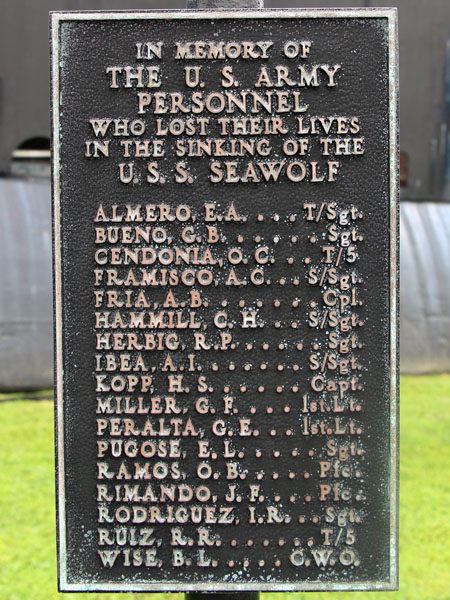 IN MEMORY OF
THE U. S. ARMY
PERSONNEL
WHO LOST THEIR LIVES
IN THE SINKING OF THE
U. S. S. SEAWOLF
ALMERO, E.A. . . . T/Sgt.
BUENO, G. B. . . . . . Sgt.
CENDONIA, O. C. . . T/5
FRAMISCO, A.C. . . S/Sgt.
FRIA, A. B. . . . . . . Cpl.
HAMMILL, C. H. . . . S/Sgt.
HERBIG, R. P. . . . . . Sgt.
IBEA, A. I. . . . . . . S/Sgt.
KOPP, H. S. . . . . . Capt.
MILLER, G. F. . . . 1st.Lt.
PERALTA, G. E. . . 1st.Lt.
PUGOSE, E. L. . . . . Sgt.
RAMOS, O. B. . . . . Pfc.
RIMANDO, J. F. . . . Pfc.
RODRIGUEZ, I. R. . . Sgt.
RUIZ, R. R. . . . . . . T/5
WISE, B. L. . . . . O.W.O.